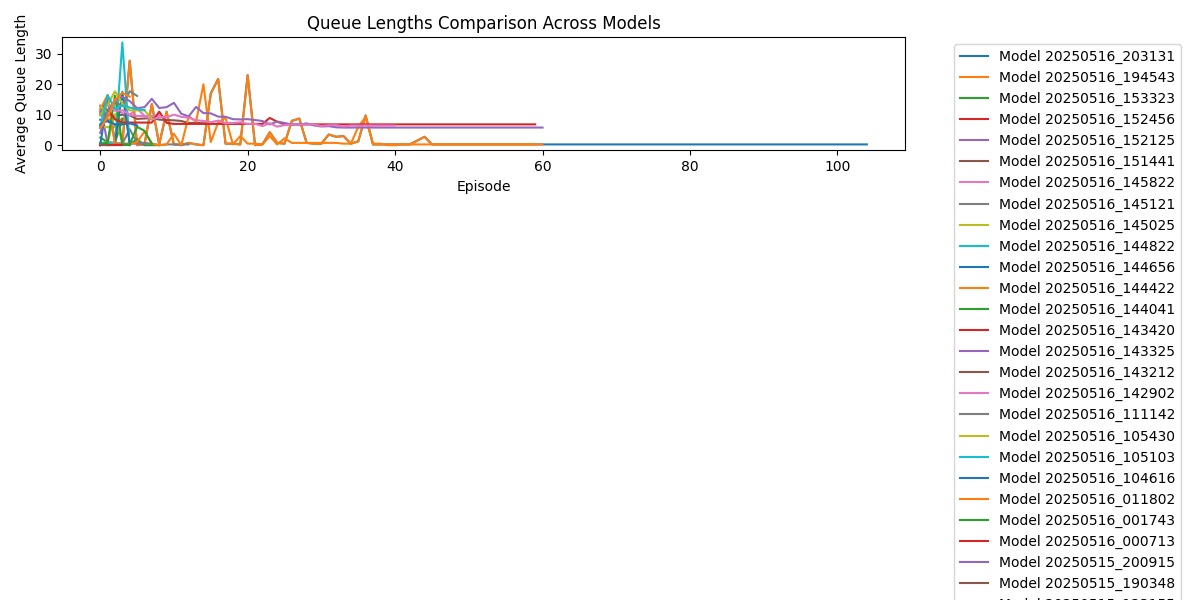 Queue Lengths Comparison Across Models
Average Queue Length
30
20
10
0
0
20
40
60
80
100
Episode
Model 20250516_203131
Model 20250516_194543
Model 20250516_153323
Model 20250516_152456
Model 20250516_152125
Model 20250516_151441
Model 20250516_145822
Model 20250516_145121
Model 20250516_145025
Model 20250516_144822
Model 20250516_144656
Model 20250516_144422
Model 20250516_144041
Model 20250516_143420
Model 20250516_143325
Model 20250516_143212
Model 20250516_142902
Model 20250516_111142
Model 20250516_105430
Model 20250516_105103
Model 20250516_104616
Model 20250516_011802
Model 20250516_001743
Model 20250516_000713
Model 20250515_200915
Model 20250515_190348